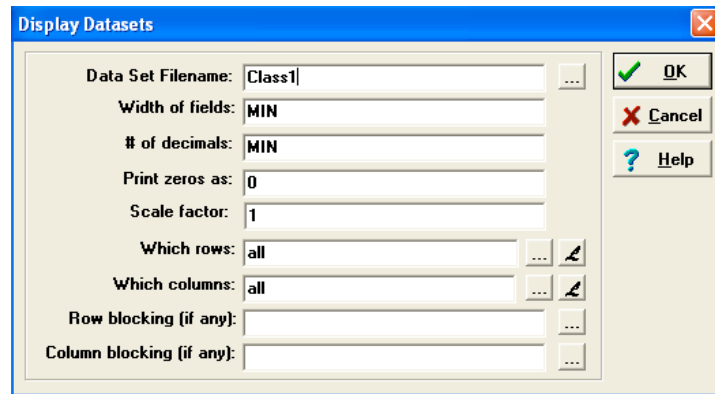 Display Datasets
Data Set Filename: Class1 ... OK
Width of fields: MIN
Cancel
# of decimals: MIN
Help
Print zeros as: 0
Scale factor: 1
Which rows: all ... L
Which columns: all ... L
Row blocking (if any): ...
Column blocking (if any): ...